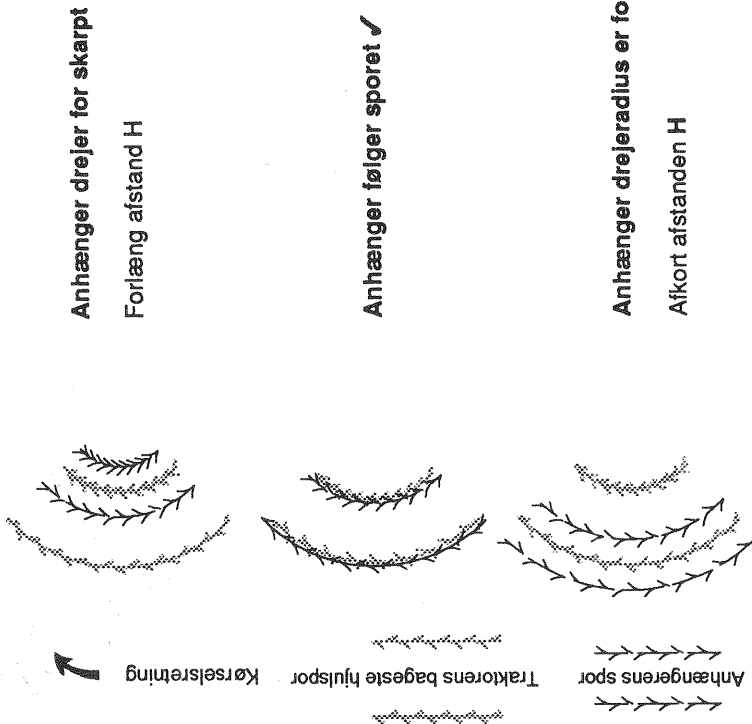 Anhænger drejer for skarpt
Forlæng afstand H
Anhænger følger sporet ✓
Anhænger drejeradius er fo
Afkort afstanden H
Kørselsretning
Traktorens bageste hjulspor
Anhængerens spor